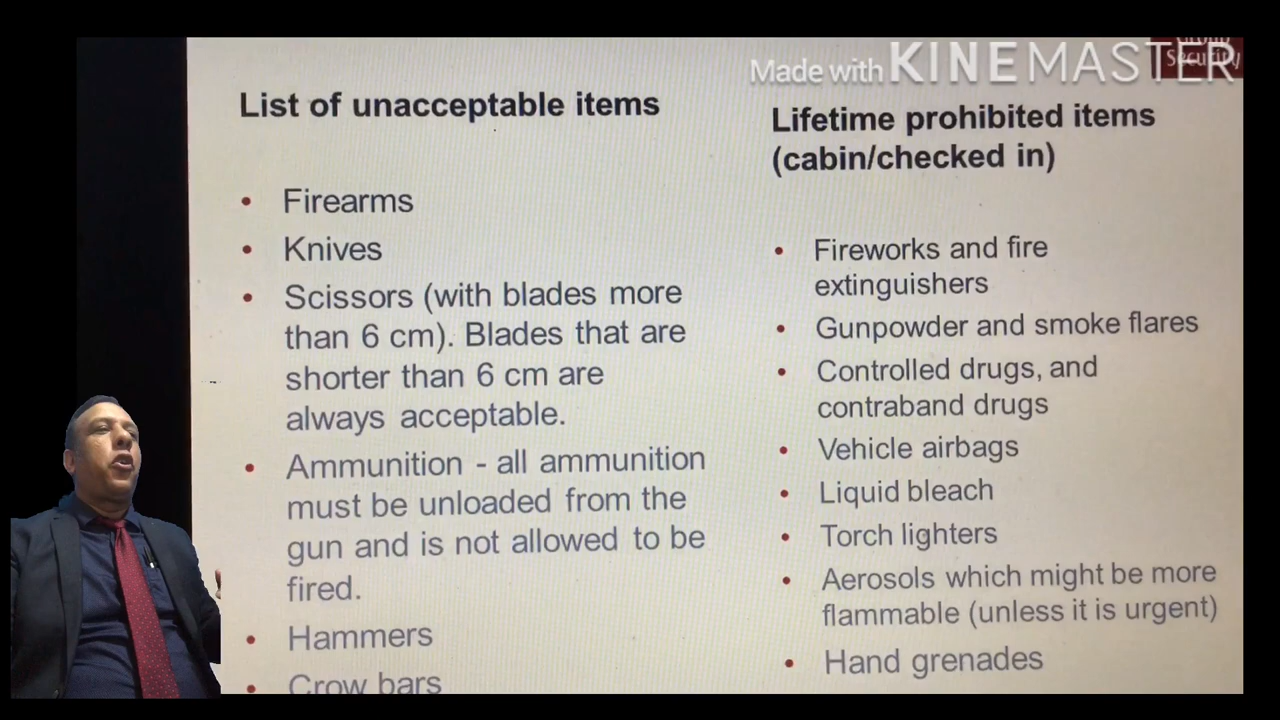 Made with KINEMASTER
Security
List of unacceptable items
• Firearms
• Knives
• Scissors (with blades more
than 6 cm). Blades that are
shorter than 6 cm are
always acceptable.
• Ammunition - all ammunition
must be unloaded from the
gun and is not allowed to be
fired.
• Hammers
• Crow bars
Lifetime prohibited items
(cabin/checked in)
• Fireworks and fire
extinguishers
• Gunpowder and smoke flares
• Controlled drugs, and
contraband drugs
• Vehicle airbags
• Liquid bleach
• Torch lighters
• Aerosols which might be more
flammable (unless it is urgent)
• Hand grenades